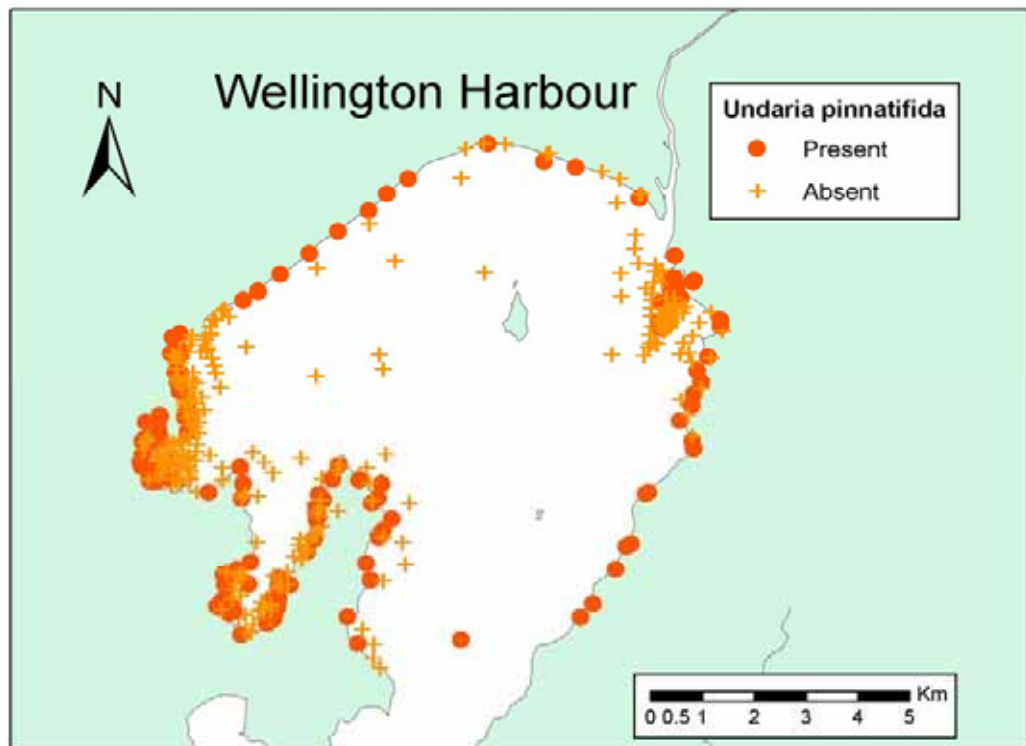 Wellington Harbour
N
Undaria pinnatifida
Present
Absent
Km
0 0.5 1 2 3 4 5